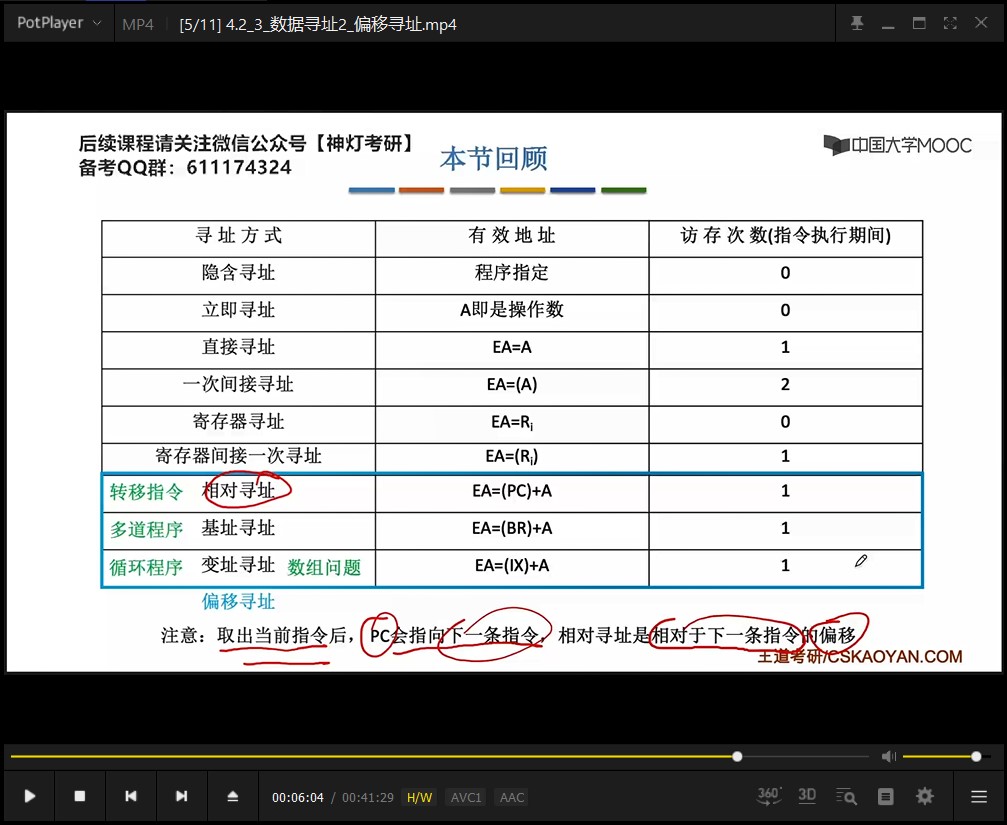 PotPlayer MP4 [5/11] 4.2_3_数据寻址2_偏移寻址.mp4
后续课程请关注微信公众号【神灯考研】
备考QQ群：611174324
本节回顾
中国大学MOOC
寻址方式 有效地址 访存次数(指令执行期间)
隐含寻址 程序指定 0
立即寻址 A即是操作数 0
直接寻址 EA=A 1
一次间接寻址 EA=(A) 2
寄存器寻址 EA=Ri 0
寄存器间接一次寻址 EA=(Ri) 1
转移指令 相对寻址 EA=(PC)+A 1
多道程序 基址寻址 EA=(BR)+A 1
循环程序 变址寻址 数组问题 EA=(IX)+A 1
偏移寻址
注意：取出当前指令后，PC会指向下一条指令，相对寻址是相对于下一条指令的偏移
王道考研/CSKAOYAN.COM
00:06:04 / 00:41:29 H/W AVC1 AAC 360° 3D